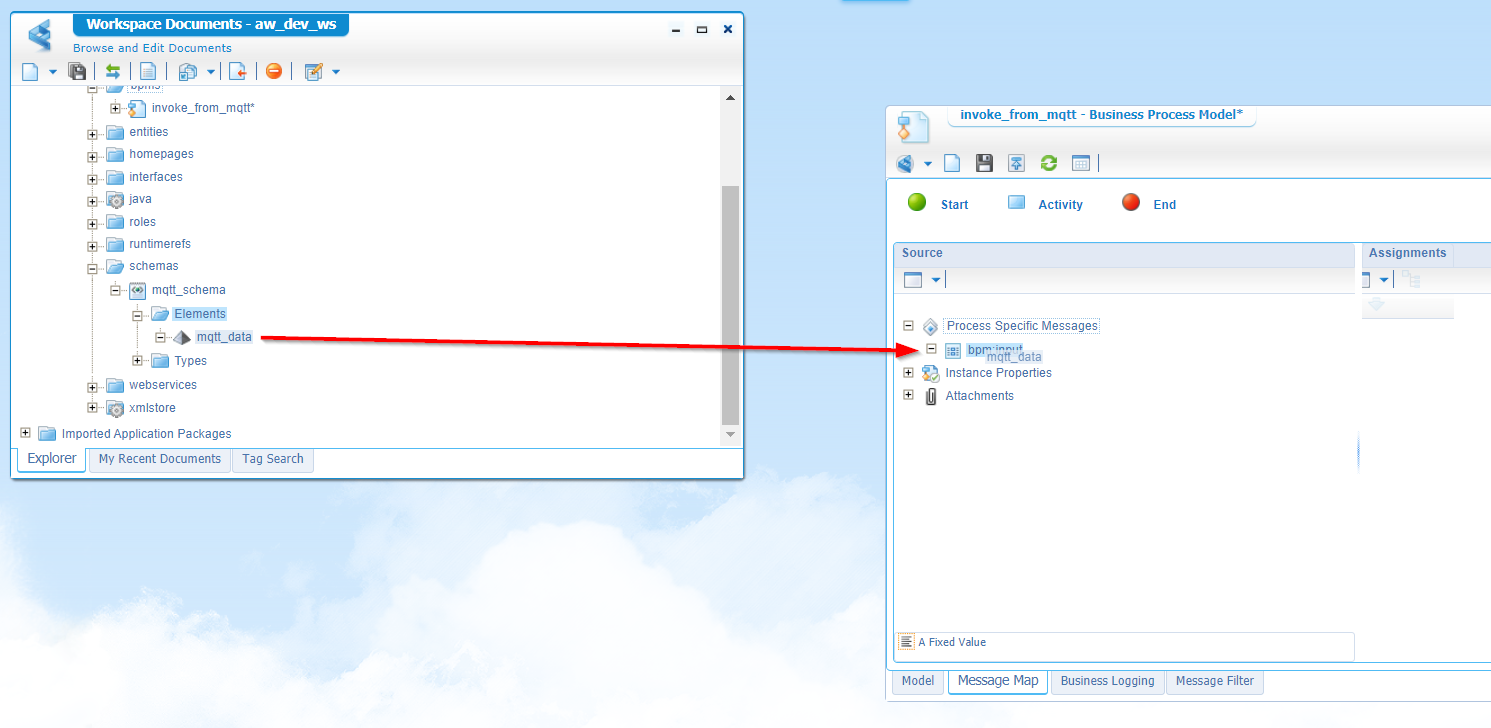 Workspace Documents - aw_dev_ws
Browse and Edit Documents
bpms
invoke_from_mqtt*
entities
homepages
interfaces
java
roles
runtimerefs
schemas
mqtt_schema
Elements
mqtt_data
Types
webservices
xmlstore
Imported Application Packages
Explorer
My Recent Documents
Tag Search
invoke_from_mqtt - Business Process Model*
Start
Activity
End
Source
Assignments
Process Specific Messages
bpm:input
mqtt_data
Instance Properties
Attachments
A Fixed Value
Model
Message Map
Business Logging
Message Filter